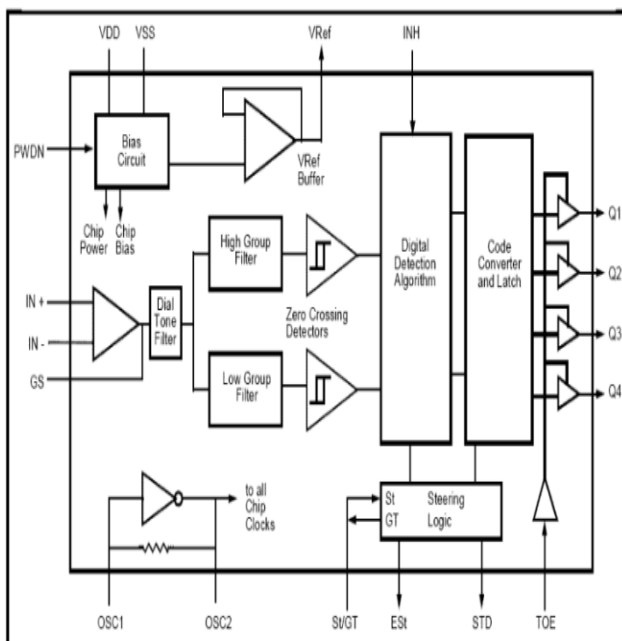 VDD
VSS
VRef
INH
PWDN
Bias
Circuit
VRef
Buffer
Chip
Power
Chip
Bias
High Group
Filter
Digital
Detection
Algorithm
Code
Converter
and Latch
Q1
Q2
Q3
Q4
IN +
IN -
GS
Dial
Tone
Filter
Zero Crossing
Detectors
Low Group
Filter
to all
Chip
Clocks
St
GT
Steering
Logic
OSC1
OSC2
St/GT
ESt
STD
TOE